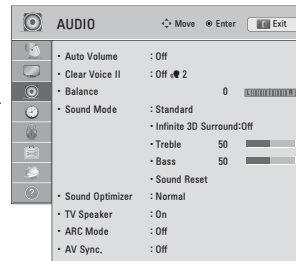 AUDIO Move Enter Exit
• Auto Volume : Off
• Clear Voice II : Off 2
• Balance 0 L R
• Sound Mode : Standard
• Infinite 3D Surround:Off
• Treble 50
• Bass 50
• Sound Reset
• Sound Optimizer : Normal
• TV Speaker : On
• ARC Mode : Off
• AV Sync. : Off
?